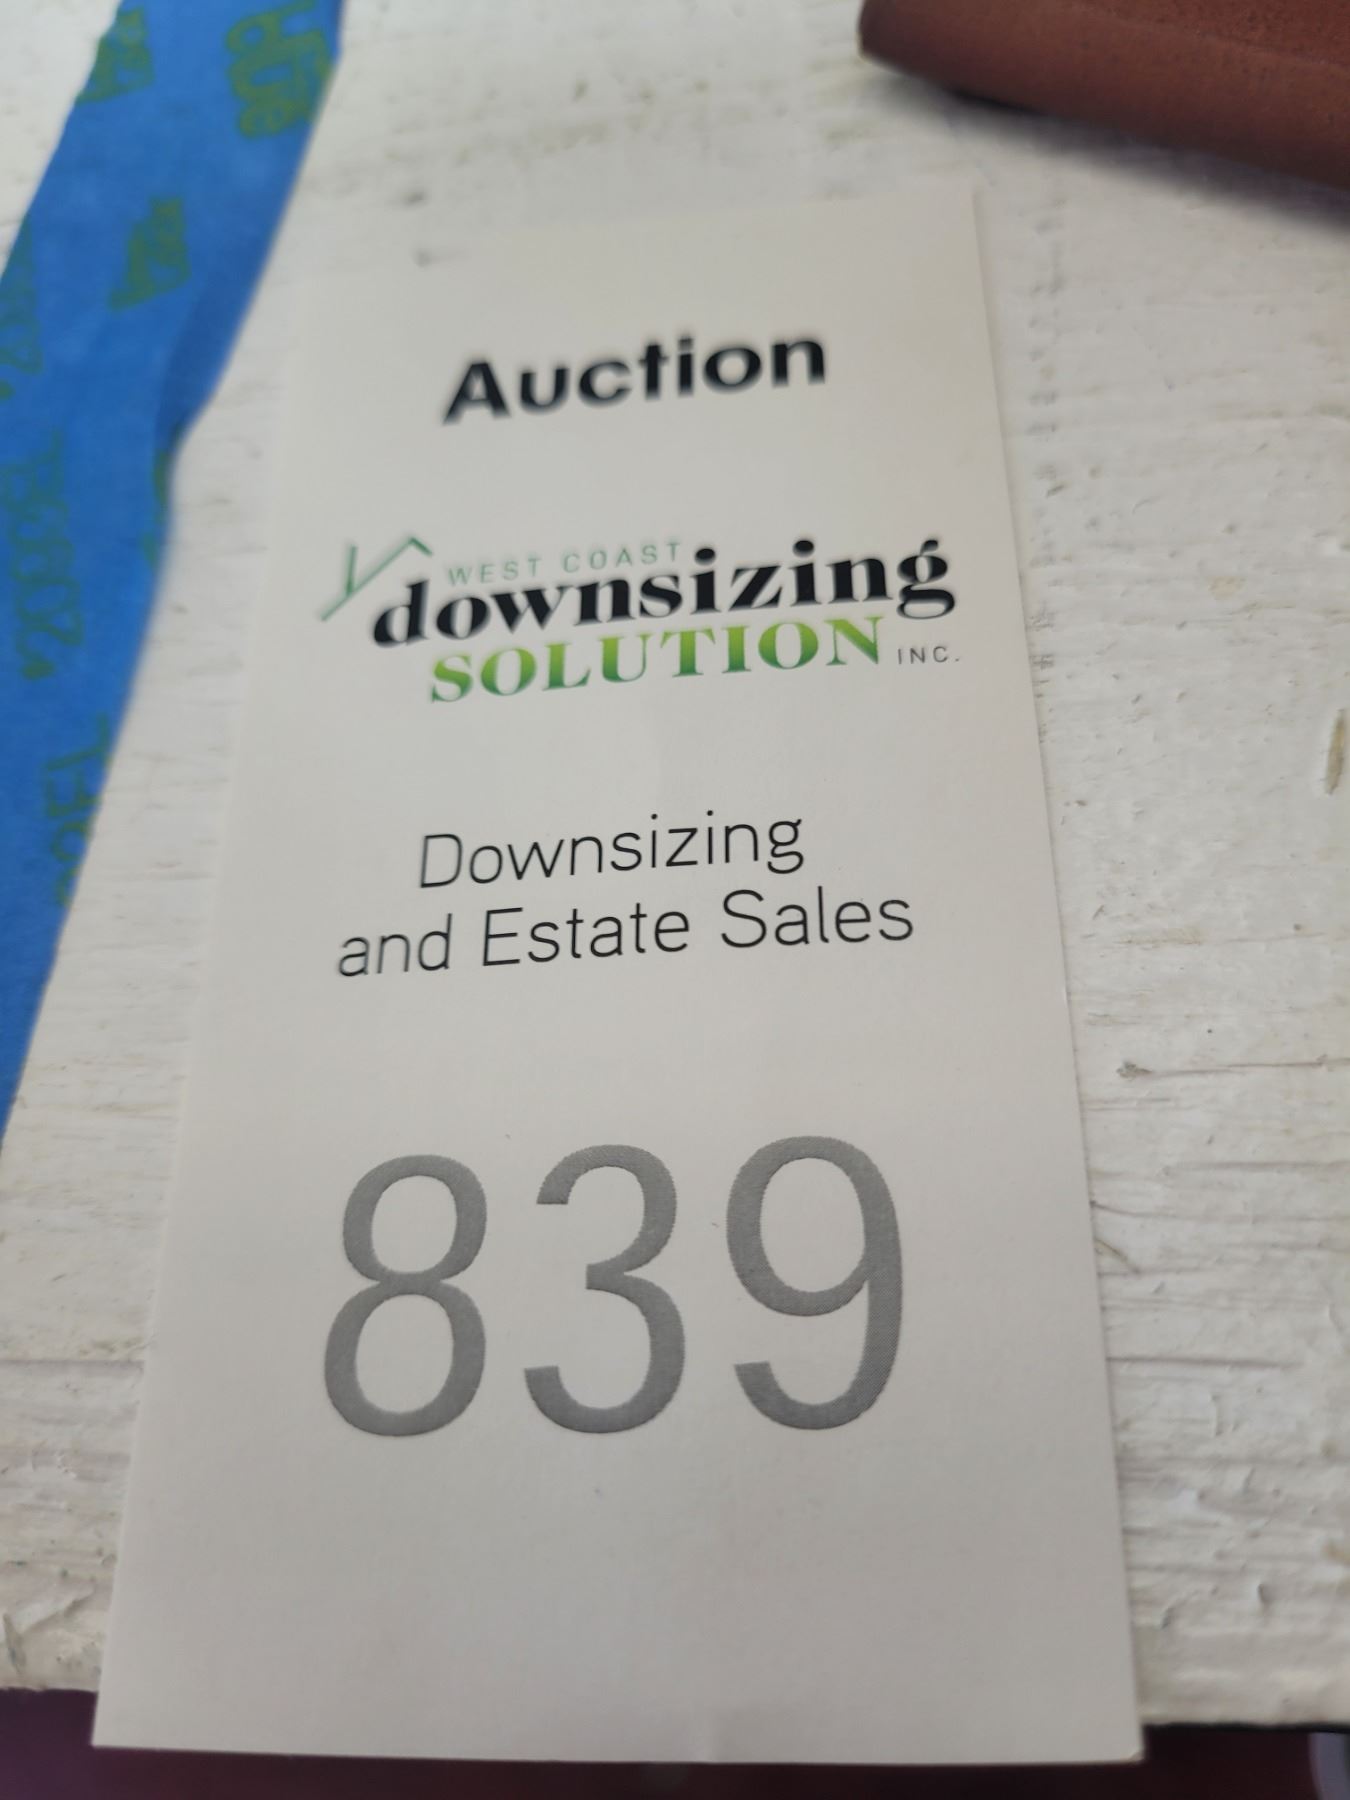 Auction
WEST COAST
downsizing
SOLUTION INC.
Downsizing
and Estate Sales
839